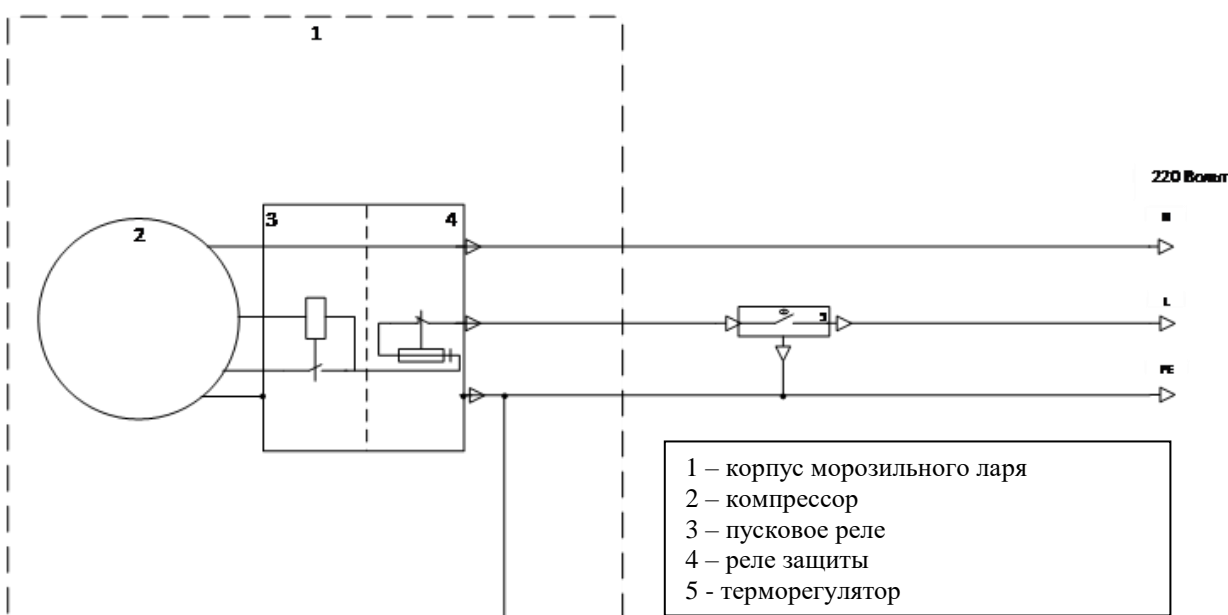 1
220 Вольт
2
3
4
N
L
5
PE
1 – корпус морозильного ларя
2 – компрессор
3 – пусковое реле
4 – реле защиты
5 - терморегулятор